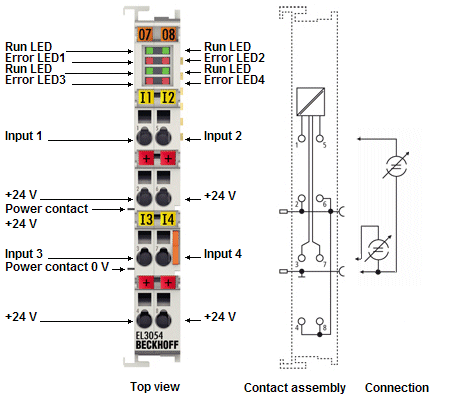 07 08
Run LED Run LED
Error LED1 Error LED2
Run LED Run LED
Error LED3 Error LED4
I1 I2
Input 1 Input 2
1 5
+ +
+24 V +24 V
2 6
Power contact
+24 V
I3 I4
Input 3 Input 4
3 7
Power contact 0 V
+ +
+24 V +24 V
4 8
EL3054
BECKHOFF
Top view Contact assembly Connection